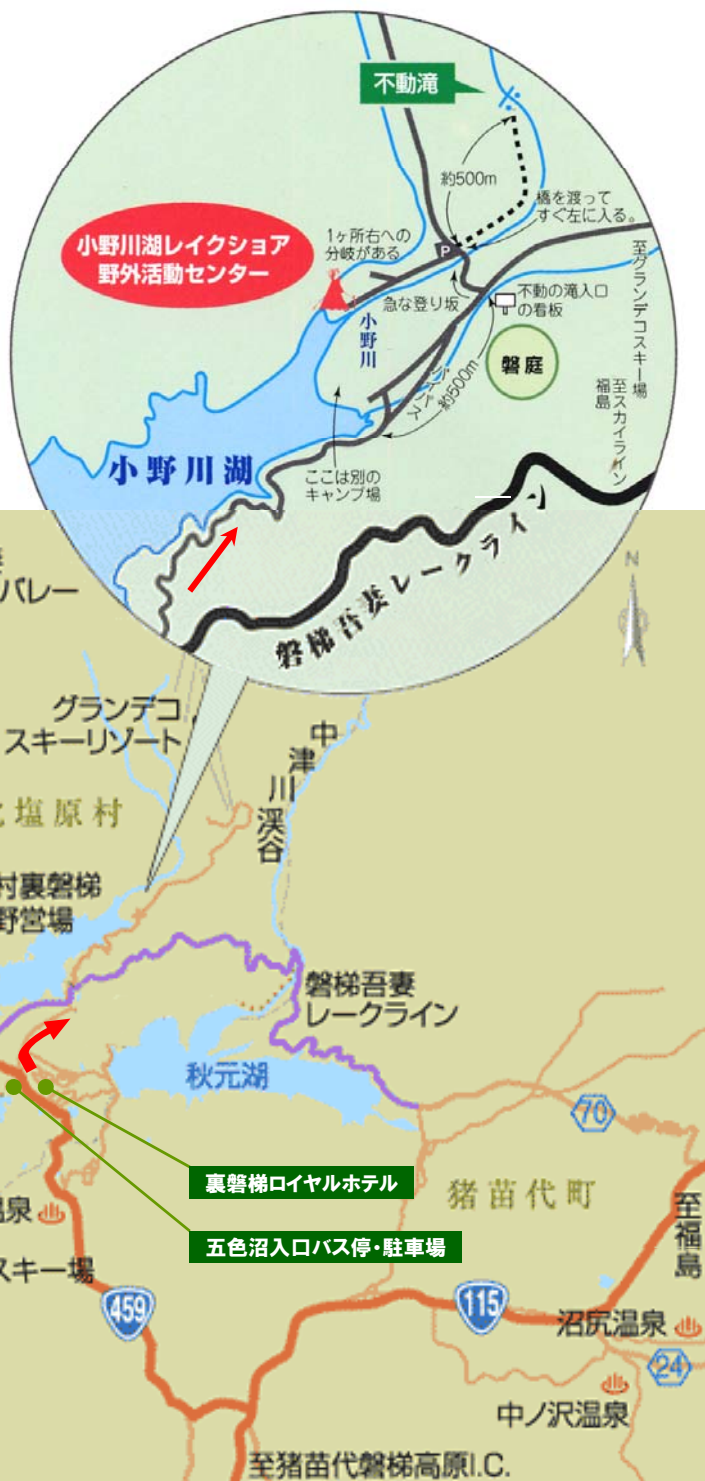 不動滝
約500m
橋を渡って
すぐ左に入る。
小野川湖レイクショア
野外活動センター
1ヶ所右への
分岐がある
P
至グランデコスキー場
急な登り坂
不動の滝入口
の看板
小野川
磐庭
バイパス
約500m
至スカイライン
福島
小野川湖
ここは別の
キャンプ場
磐梯吾妻レークライン
バレー
N
グランデコ
スキーリゾート
中津川渓谷
塩原村
村裏磐梯
野営場
磐梯吾妻
レークライン
秋元湖
70
裏磐梯ロイヤルホテル
猪苗代町
至福島
温泉
五色沼入口バス停・駐車場
スキー場
459
115
沼尻温泉
24
中ノ沢温泉
至猪苗代磐梯高原I.C.